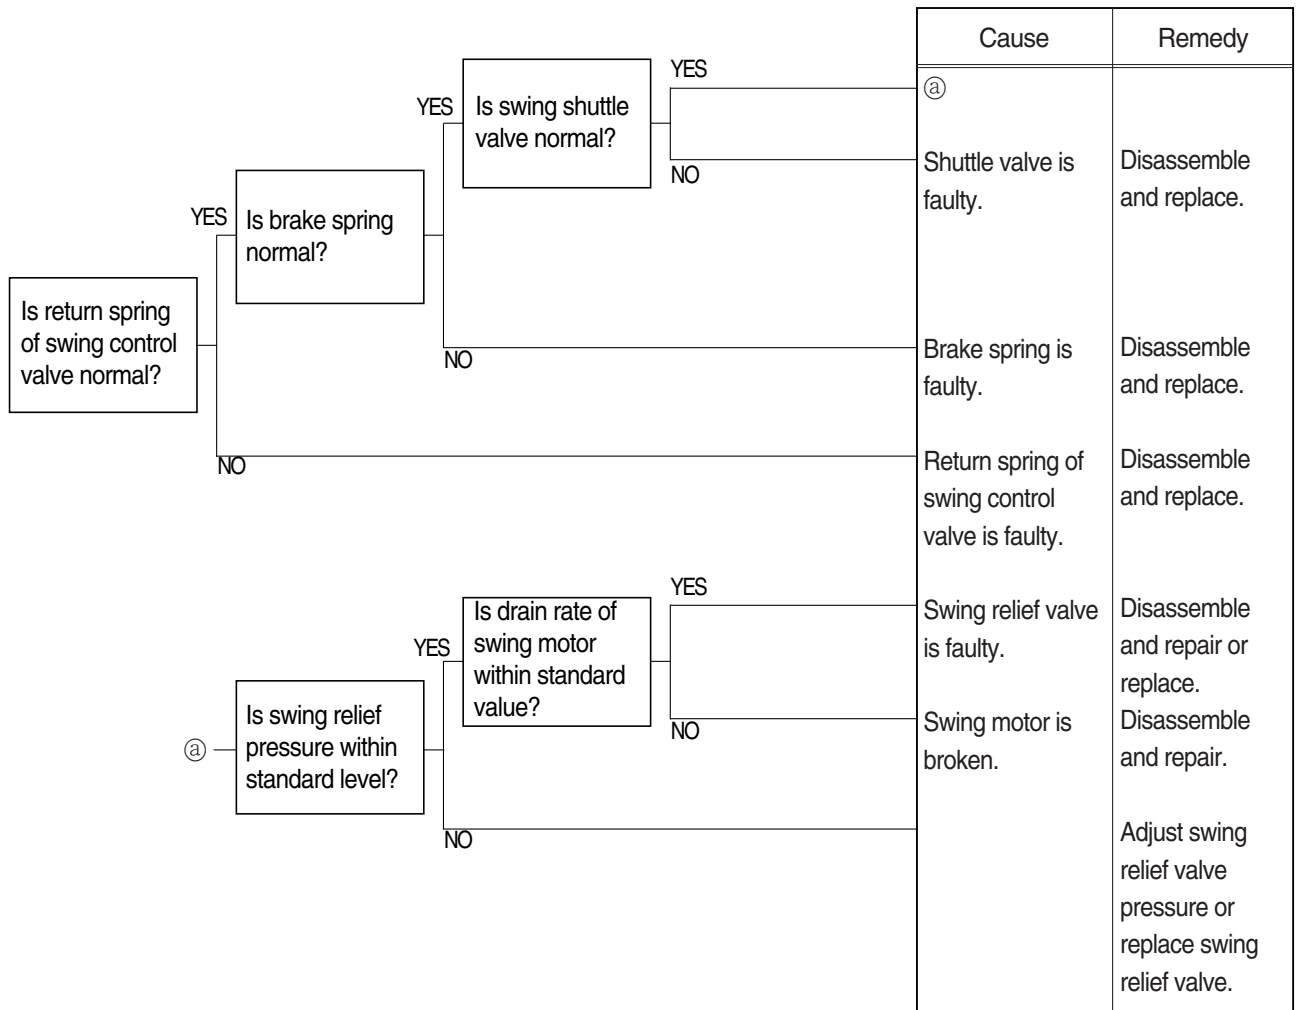 Cause
Remedy
YES
ⓐ
YES
Is swing shuttle
valve normal?
Shuttle valve is
faulty.
Disassemble
and replace.
NO
YES
Is brake spring
normal?
Is return spring
of swing control
valve normal?
NO
Brake spring is
faulty.
Disassemble
and replace.
NO
Return spring of
swing control
valve is faulty.
Disassemble
and replace.
YES
Is drain rate of
swing motor
within standard
value?
Swing relief valve
is faulty.
Disassemble
and repair or
replace.
YES
NO
Swing motor is
broken.
Disassemble
and repair.
ⓐ
Is swing relief
pressure within
standard level?
NO
Adjust swing
relief valve
pressure or
replace swing
relief valve.